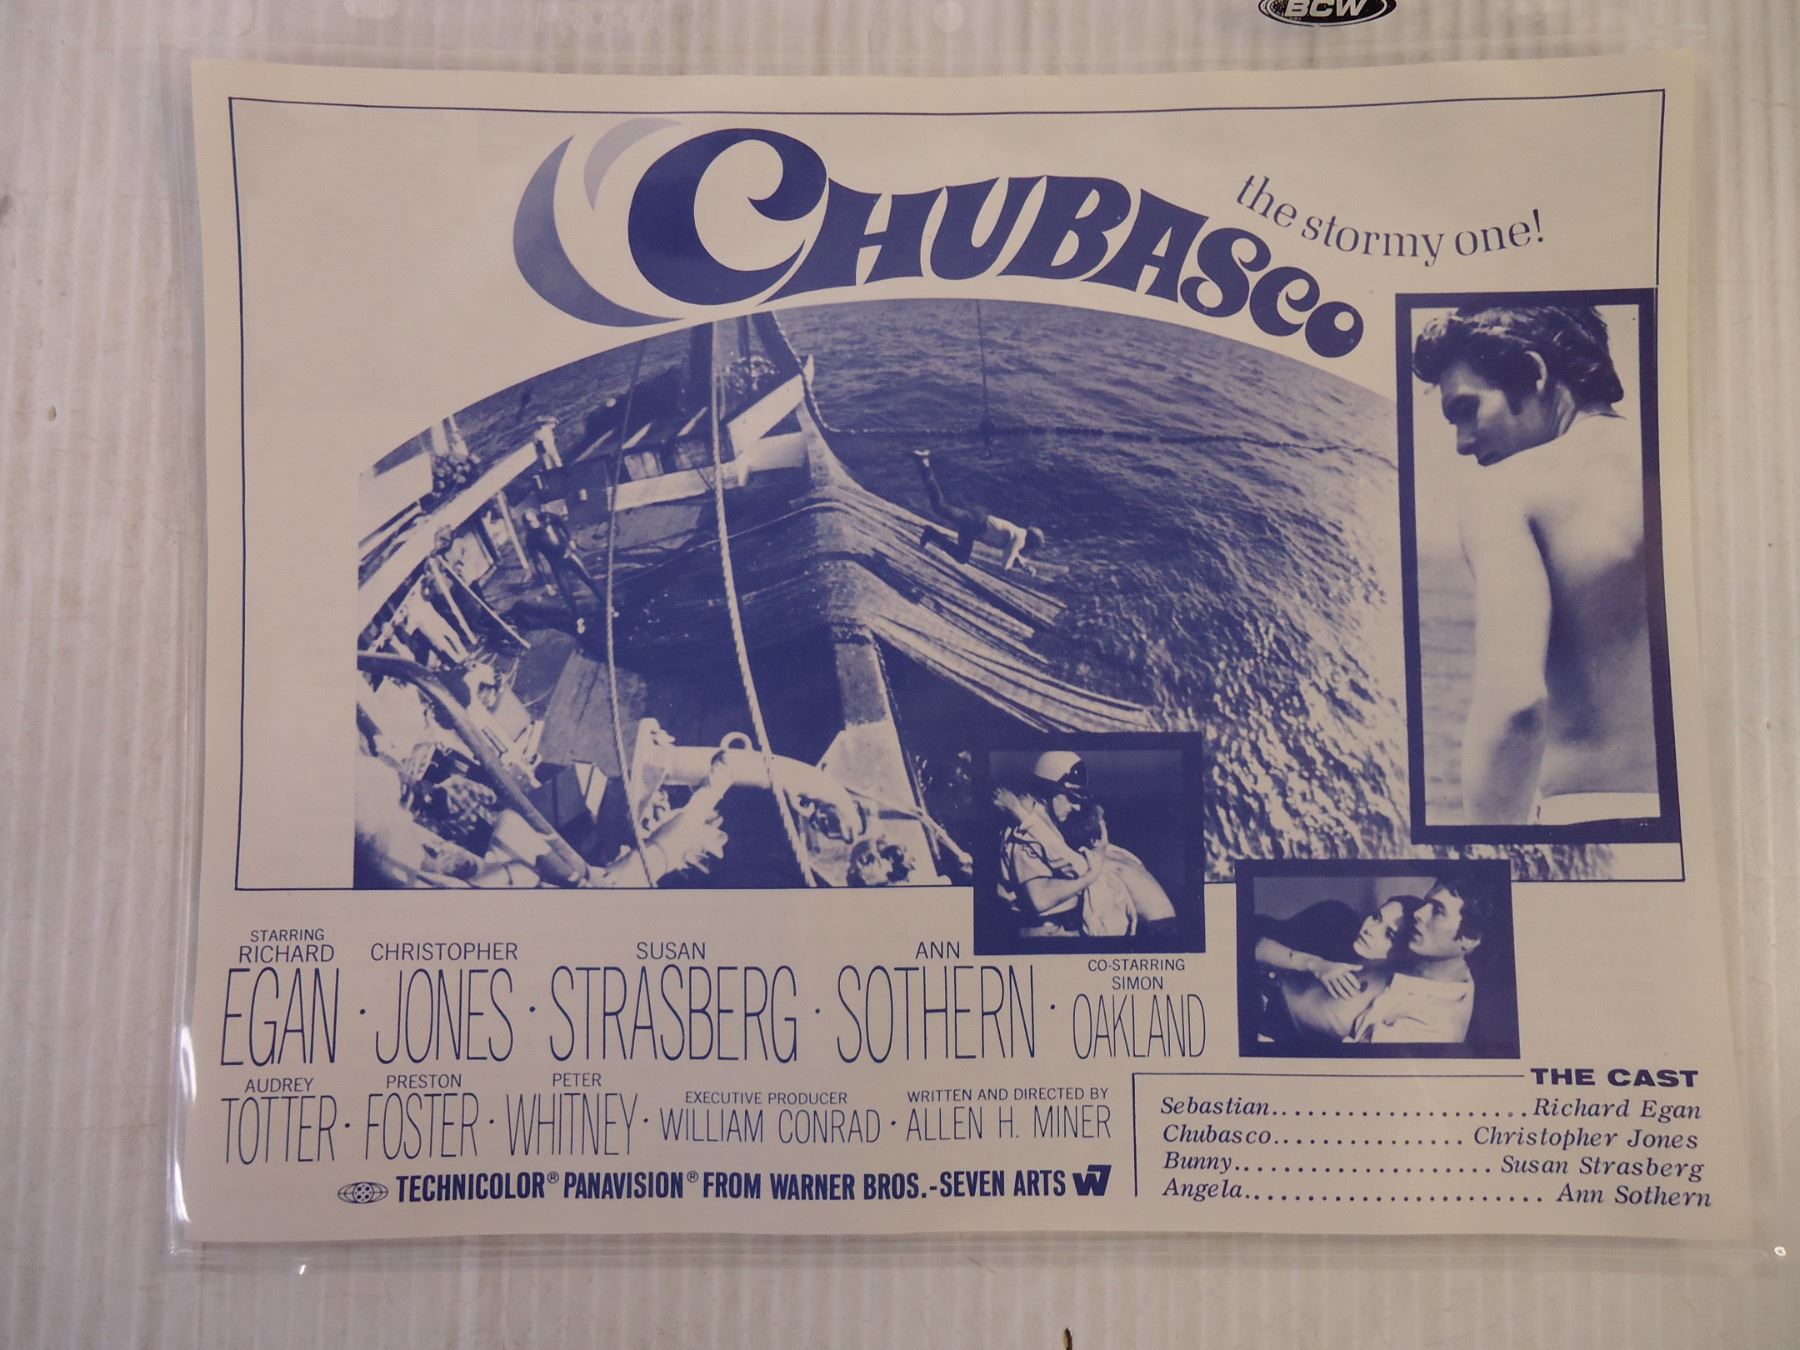 BCW
CHUBASCO
the stormy one!
STARRING
RICHARD EGAN · CHRISTOPHER JONES · SUSAN STRASBERG · ANN SOTHERN · CO-STARRING SIMON OAKLAND
AUDREY TOTTER · PRESTON FOSTER · PETER WHITNEY · EXECUTIVE PRODUCER WILLIAM CONRAD · WRITTEN AND DIRECTED BY ALLEN H. MINER
TECHNICOLOR® PANAVISION® FROM WARNER BROS.-SEVEN ARTS W7
THE CAST
Sebastian.....................Richard Egan
Chubasco................Christopher Jones
Bunny......................Susan Strasberg
Angela.........................Ann Sothern